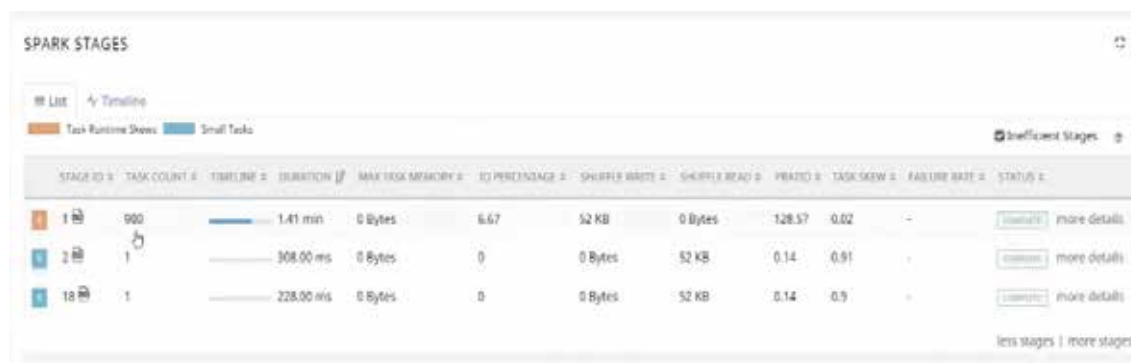 SPARK STAGES
List Timeline
Task Runtime Skews Small Tasks
Inefficient Stages
STAGE ID TASK COUNT TIMELINE DURATION MAX TASK MEMORY IO PERCENTAGE SHUFFLE WRITE SHUFFLE READ PRATIO TASK SKEW FAILURE RATE STATUS
1 900 1.41 min 0 Bytes 6.67 52 KB 0 Bytes 128.57 0.02 - more details
2 1 308.00 ms 0 Bytes 0 0 Bytes 52 KB 0.14 0.91 - more details
18 1 228.00 ms 0 Bytes 0 0 Bytes 52 KB 0.14 0.9 - more details
less stages | more stages